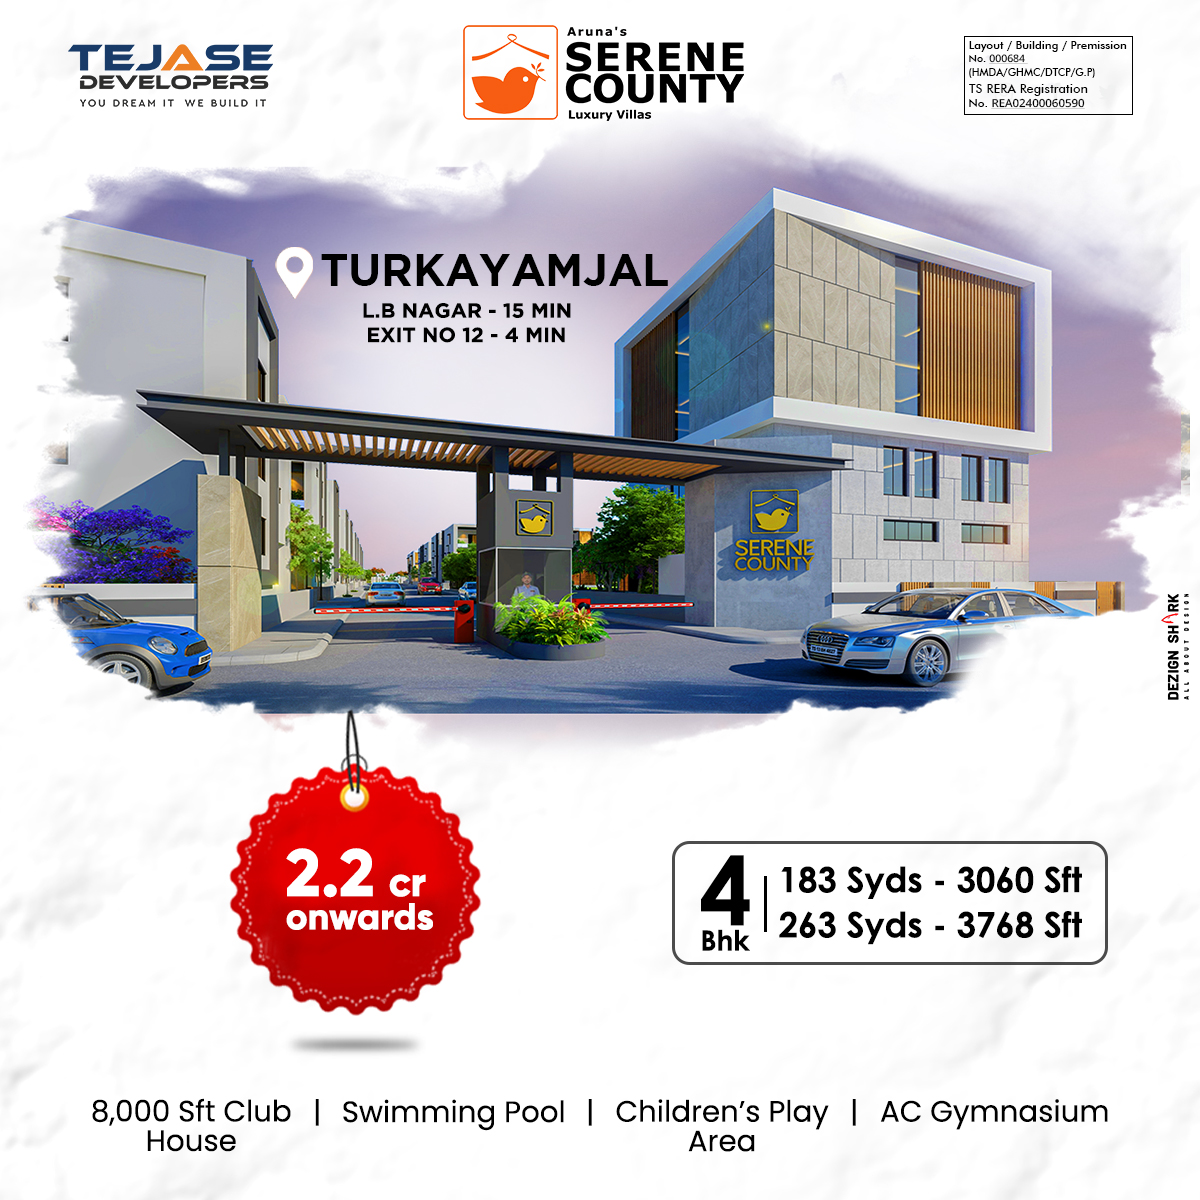 TEJASE
DEVELOPERS
YOU DREAM IT WE BUILD IT
Aruna's
SERENE
COUNTY
Luxury Villas
Layout / Building / Premission
No. 000684
(HMDA/GHMC/DTCP/G.P)
TS RERA Registration
No. REA02400060590
TURKAYAMJAL
L.B NAGAR - 15 MIN
EXIT NO 12 - 4 MIN
SERENE
COUNTY
DEZIGN SHARK
ALL ABOUT DESIGN
2.2 cr
onwards
4
Bhk
183 Syds - 3060 Sft
263 Syds - 3768 Sft
8,000 Sft Club | Swimming Pool | Children's Play | AC Gymnasium
House Area